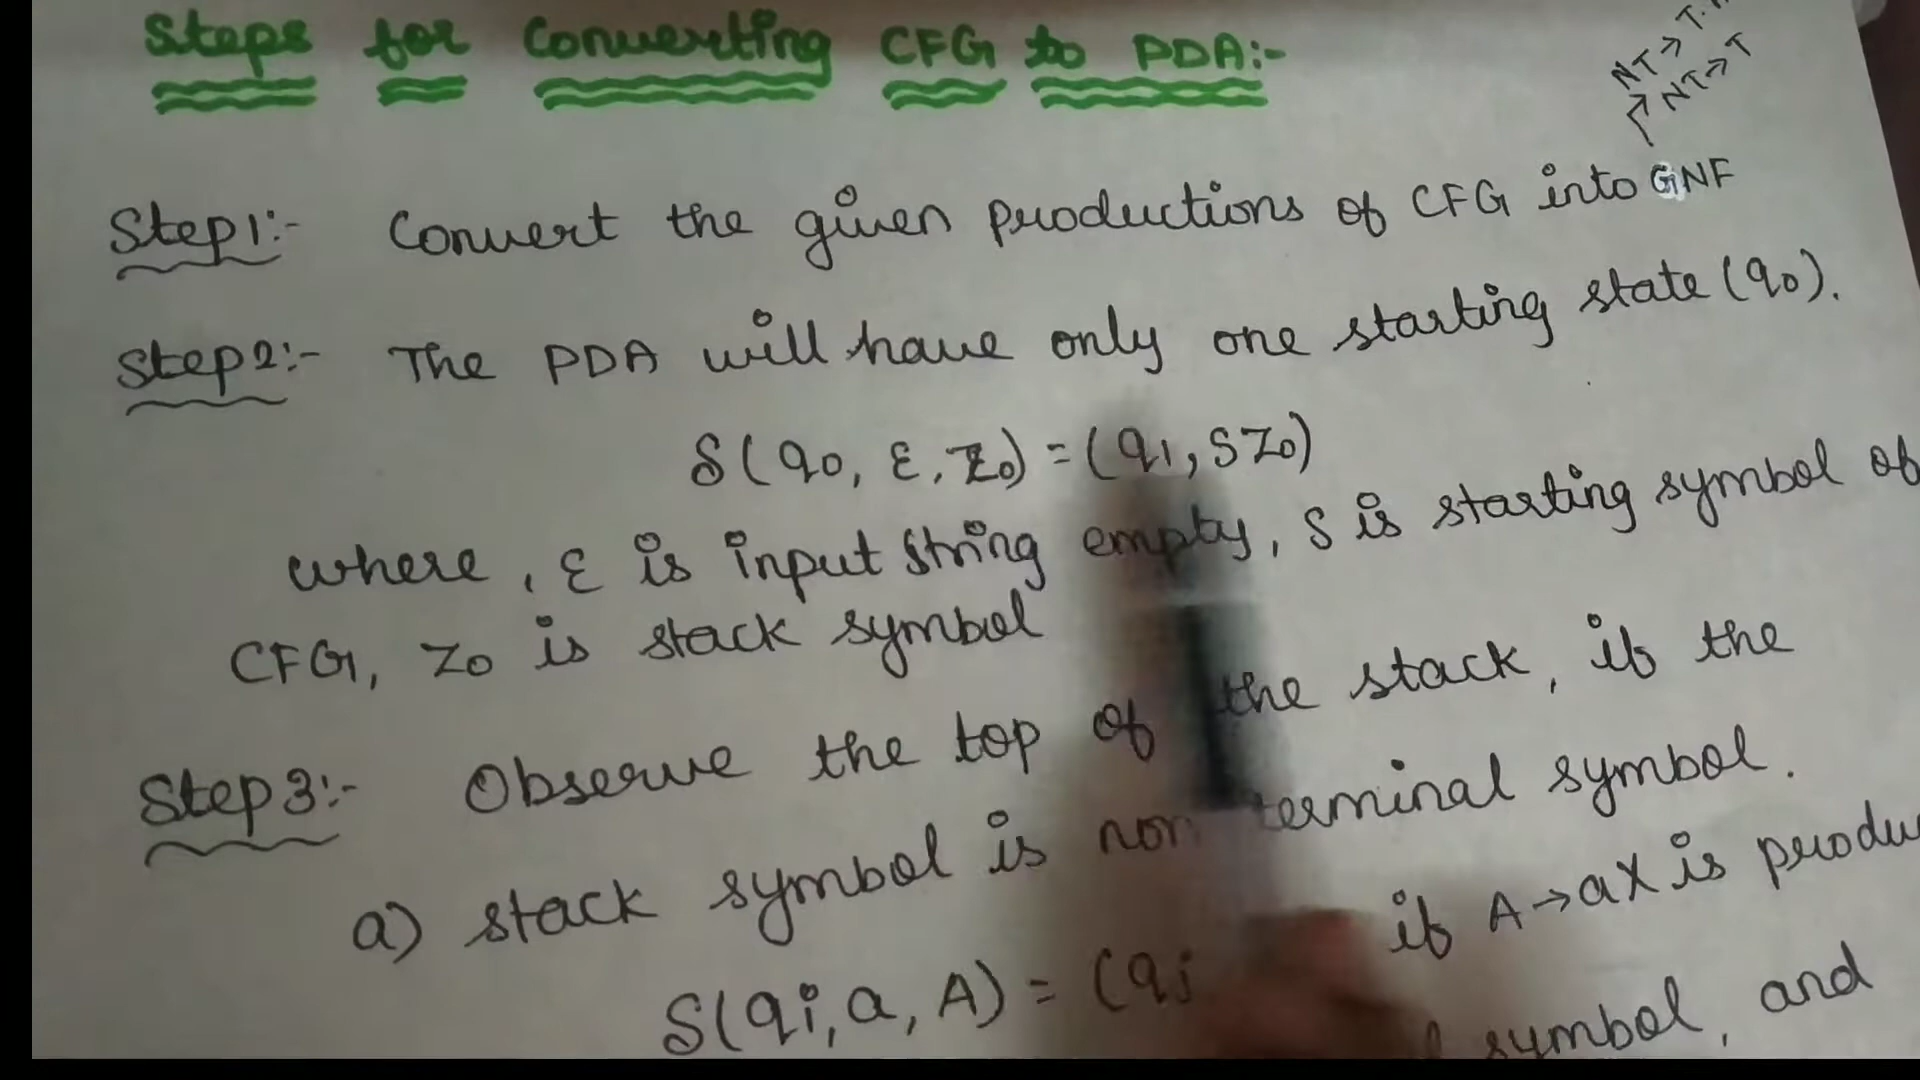 Steps for Converting CFG to PDA:-
NT → T.
NT → T
Step1:- Convert the given productions of CFG into GNF
Step2:- The PDA will have only one starting state (q0).
δ(q0, ε, Z0) = (q1, SZ0)
where, ε is input string empty, S is starting symbol of
CFG, Z0 is stack symbol
Step3:- Observe the top of the stack, if the
a) stack symbol is non terminal symbol.
δ(qi, a, A) = (qi if A→aX is produ
symbol, and